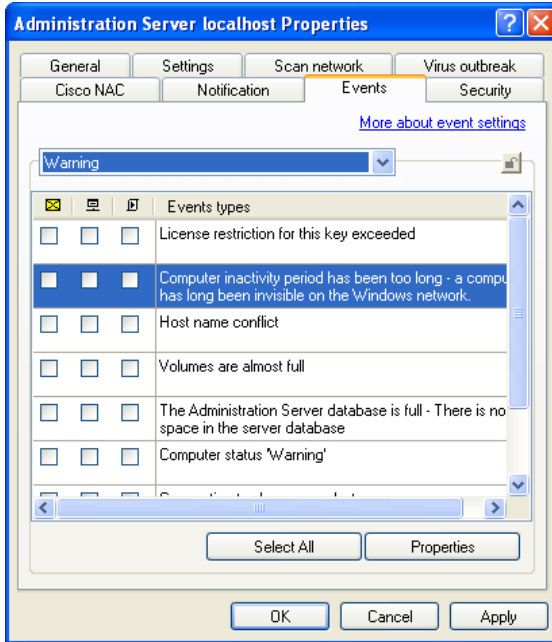 Administration Server localhost Properties
General Settings Scan network Virus outbreak
Cisco NAC Notification Events Security
More about event settings
Warning
Events types
License restriction for this key exceeded
Computer inactivity period has been too long - a compu
has long been invisible on the Windows network.
Host name conflict
Volumes are almost full
The Administration Server database is full - There is no
space in the server database
Computer status 'Warning'
Select All Properties
OK Cancel Apply